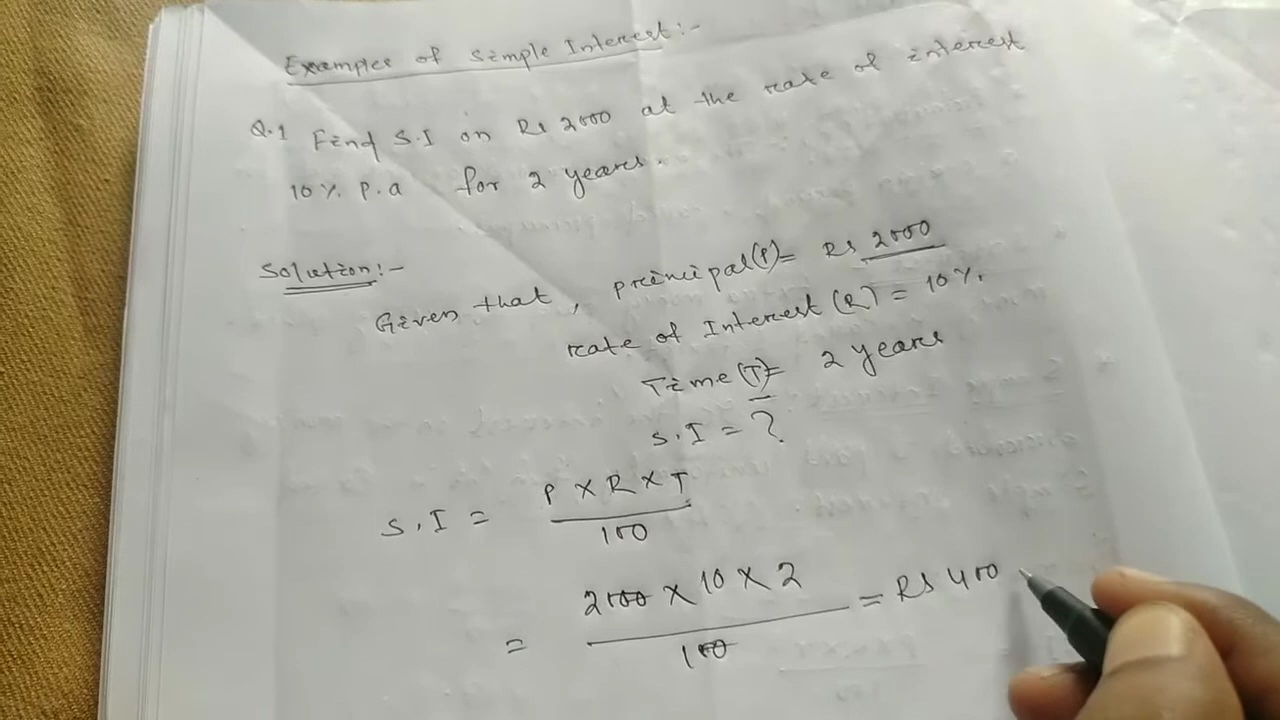 Examples of Simple Interest:-
Q.1 Find S.I on Rs 2000 at the rate of interest
10% P.a for 2 years.
Solution:-
Given that, principal(P)= Rs 2000
rate of Interest (R) = 10%.
Time(T)= 2 years
S.I = ?
S.I = P X R X T
100
= 2000 X 10 X 2 = Rs 400
100